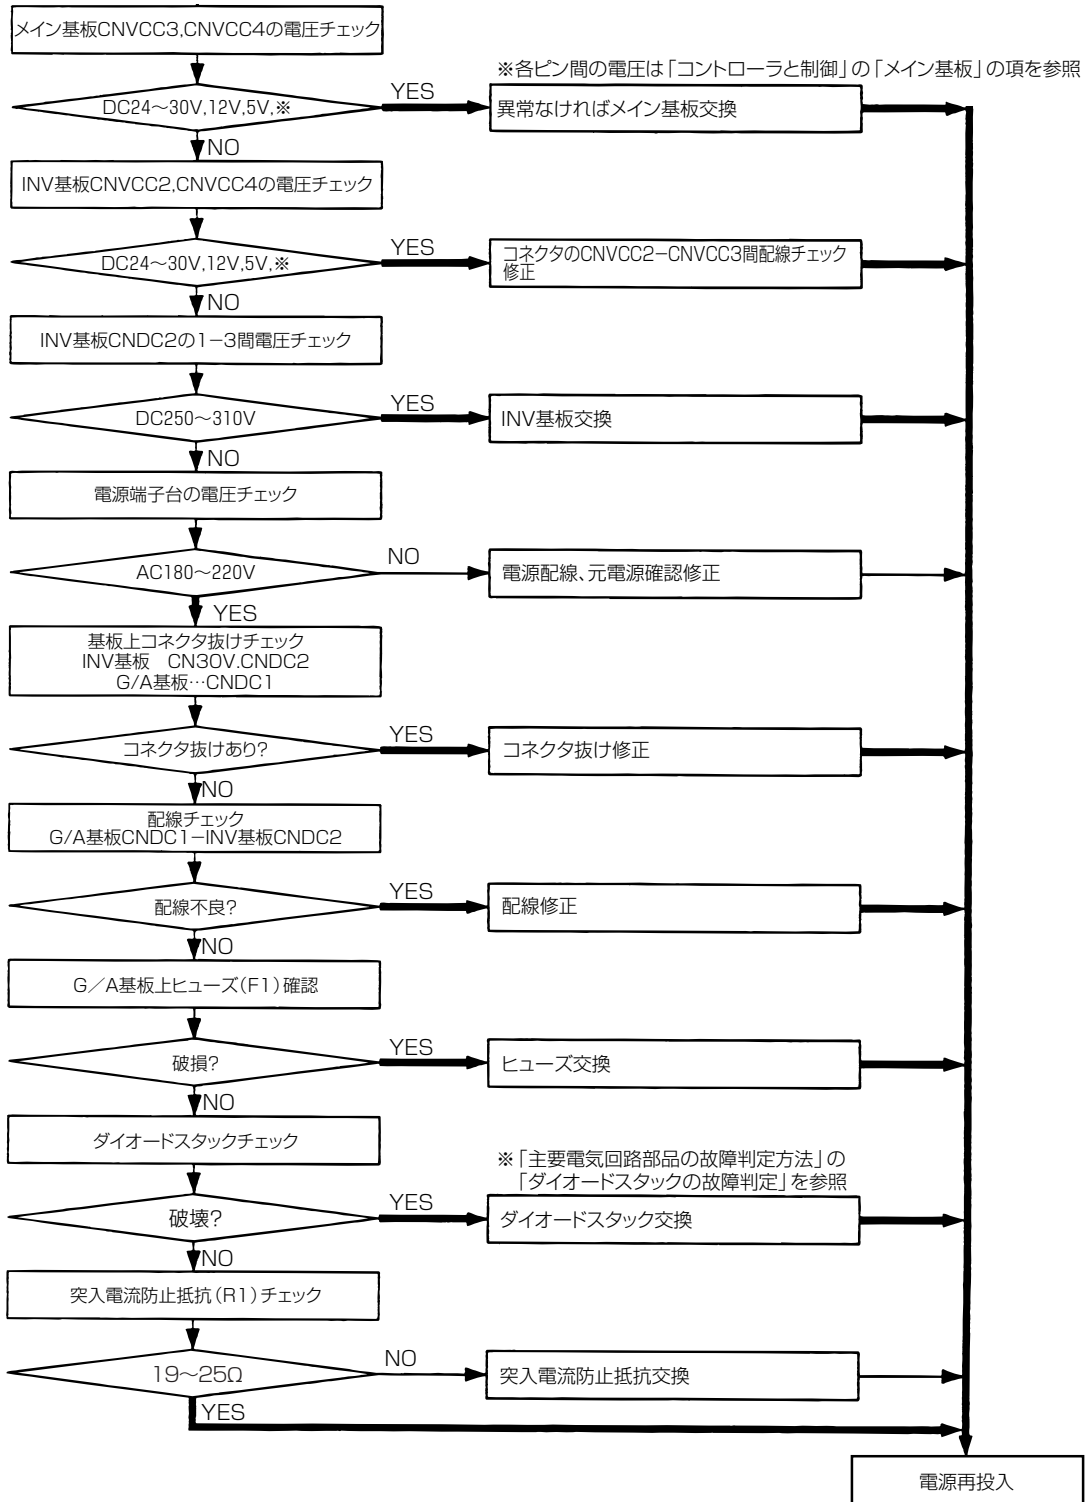 メイン基板CNVCC3,CNVCC4の電圧チェック
※各ピン間の電圧は「コントローラと制御」の「メイン基板」の項を参照
DC24～30V,12V,5V,※
YES
異常なければメイン基板交換
NO
INV基板CNVCC2,CNVCC4の電圧チェック
DC24～30V,12V,5V,※
YES
コネクタのCNVCC2−CNVCC3間配線チェック
修正
NO
INV基板CNDC2の1−3間電圧チェック
DC250～310V
YES
INV基板交換
NO
電源端子台の電圧チェック
AC180～220V
NO
電源配線、元電源確認修正
YES
基板上コネクタ抜けチェック
INV基板　CN30V.CNDC2
G/A基板…CNDC1
コネクタ抜けあり?
YES
コネクタ抜け修正
NO
配線チェック
G/A基板CNDC1−INV基板CNDC2
配線不良?
YES
配線修正
NO
G／A基板上ヒューズ(F1)確認
破損?
YES
ヒューズ交換
NO
ダイオードスタックチェック
※「主要電気回路部品の故障判定方法」の
「ダイオードスタックの故障判定」を参照
破壊?
YES
ダイオードスタック交換
NO
突入電流防止抵抗(R1)チェック
19～25Ω
NO
突入電流防止抵抗交換
YES
電源再投入